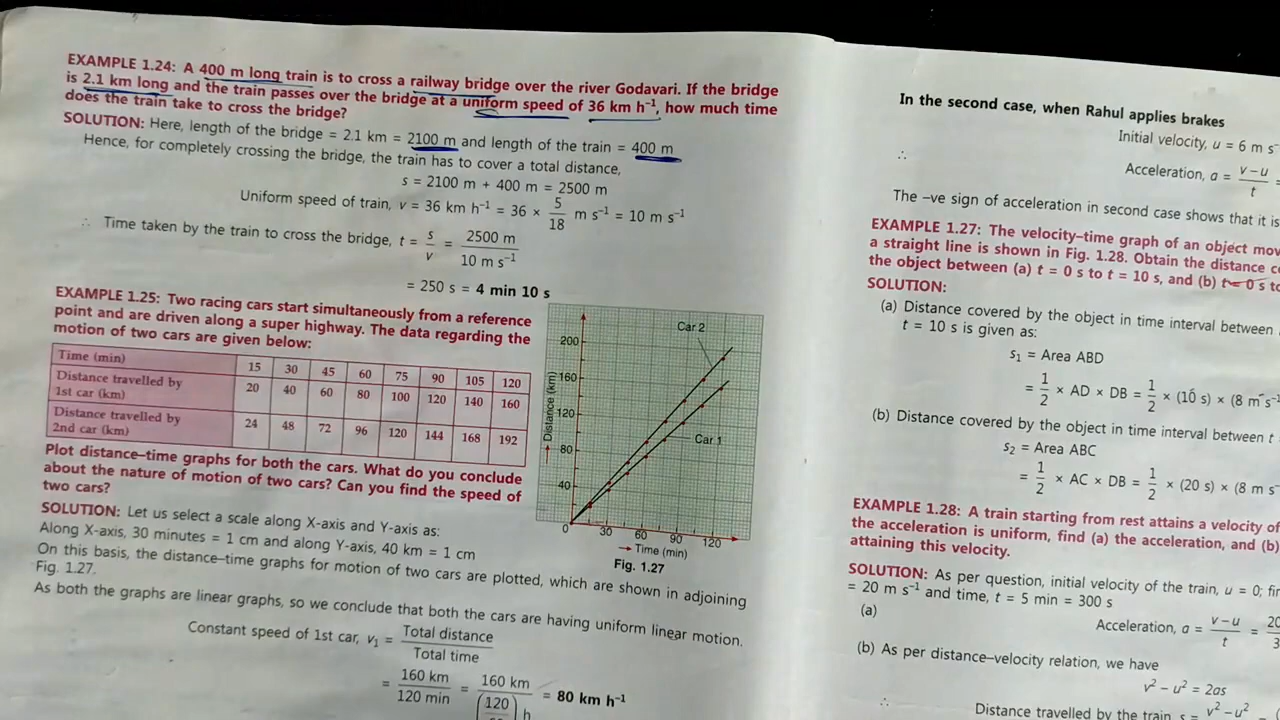 EXAMPLE 1.24: A 400 m long train is to cross a railway bridge over the river Godavari. If the bridge
is 2.1 km long and the train passes over the bridge at a uniform speed of 36 km h⁻¹, how much time
does the train take to cross the bridge?
SOLUTION: Here, length of the bridge = 2.1 km = 2100 m and length of the train = 400 m
Hence, for completely crossing the bridge, the train has to cover a total distance,
s = 2100 m + 400 m = 2500 m
Uniform speed of train, v = 36 km h⁻¹ = 36 × 5/18 m s⁻¹ = 10 m s⁻¹
∴ Time taken by the train to cross the bridge, t = s/v = 2500 m / 10 m s⁻¹
= 250 s = 4 min 10 s
EXAMPLE 1.25: Two racing cars start simultaneously from a reference
point and are driven along a super highway. The data regarding the
motion of two cars are given below:
Time (min) 15 30 45 60 75 90 105 120
Distance travelled by
1st car (km) 20 40 60 80 100 120 140 160
Distance travelled by
2nd car (km) 24 48 72 96 120 144 168 192
Plot distance–time graphs for both the cars. What do you conclude
about the nature of motion of two cars? Can you find the speed of
two cars?
SOLUTION: Let us select a scale along X-axis and Y-axis as:
Along X-axis, 30 minutes = 1 cm and along Y-axis, 40 km = 1 cm
On this basis, the distance–time graphs for motion of two cars are plotted, which are shown in adjoining
Fig. 1.27.
As both the graphs are linear graphs, so we conclude that both the cars are having uniform linear motion.
Constant speed of 1st car, v₁ = Total distance / Total time
= 160 km / 120 min = 160 km / (120 ) h = 80 km h⁻¹
Car 2
Car 1
Distance (km)
200
160
120
80
40
0 30 60 90 120
Time (min)
Fig. 1.27
In the second case, when Rahul applies brakes
Initial velocity, u = 6 m s
∴ Acceleration, a = v – u / t =
The –ve sign of acceleration in second case shows that it is
EXAMPLE 1.27: The velocity–time graph of an object mov
a straight line is shown in Fig. 1.28. Obtain the distance c
the object between (a) t = 0 s to t = 10 s, and (b) t = 0 s to
SOLUTION:
(a) Distance covered by the object in time interval between
t = 10 s is given as:
s₁ = Area ABD
= 1/2 × AD × DB = 1/2 × (10 s) × (8 m s⁻¹
(b) Distance covered by the object in time interval between t
s₂ = Area ABC
= 1/2 × AC × DB = 1/2 × (20 s) × (8 m s⁻
EXAMPLE 1.28: A train starting from rest attains a velocity of
the acceleration is uniform, find (a) the acceleration, and (b)
attaining this velocity.
SOLUTION: As per question, initial velocity of the train, u = 0; fin
= 20 m s⁻¹ and time, t = 5 min = 300 s
(a) Acceleration, a = v – u / t = 20 / 3
(b) As per distance–velocity relation, we have
v² – u² = 2as
∴ Distance travelled by the train, s = v² – u²